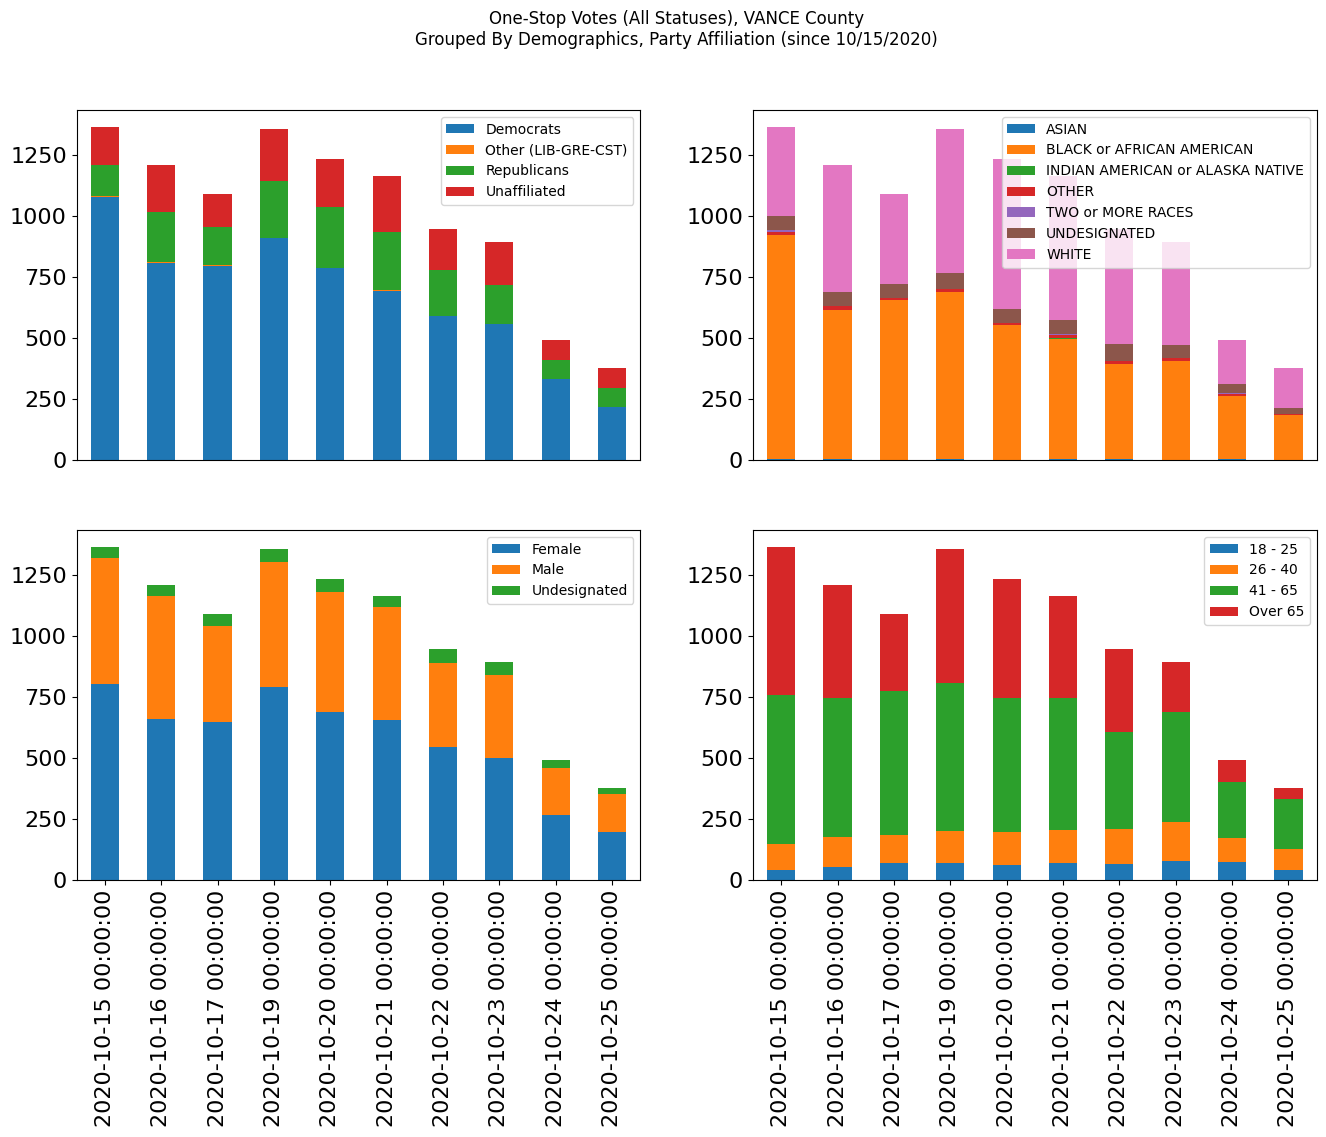 One-Stop Votes (All Statuses), VANCE County
Grouped By Demographics, Party Affiliation (since 10/15/2020)
1250
1000
750
500
250
0
Democrats
Other (LIB-GRE-CST)
Republicans
Unaffiliated
1250
1000
750
500
250
0
ASIAN
BLACK or AFRICAN AMERICAN
INDIAN AMERICAN or ALASKA NATIVE
OTHER
TWO or MORE RACES
UNDESIGNATED
WHITE
1250
1000
750
500
250
0
Female
Male
Undesignated
2020-10-15 00:00:00
2020-10-16 00:00:00
2020-10-17 00:00:00
2020-10-19 00:00:00
2020-10-20 00:00:00
2020-10-21 00:00:00
2020-10-22 00:00:00
2020-10-23 00:00:00
2020-10-24 00:00:00
2020-10-25 00:00:00
1250
1000
750
500
250
0
18 - 25
26 - 40
41 - 65
Over 65
2020-10-15 00:00:00
2020-10-16 00:00:00
2020-10-17 00:00:00
2020-10-19 00:00:00
2020-10-20 00:00:00
2020-10-21 00:00:00
2020-10-22 00:00:00
2020-10-23 00:00:00
2020-10-24 00:00:00
2020-10-25 00:00:00